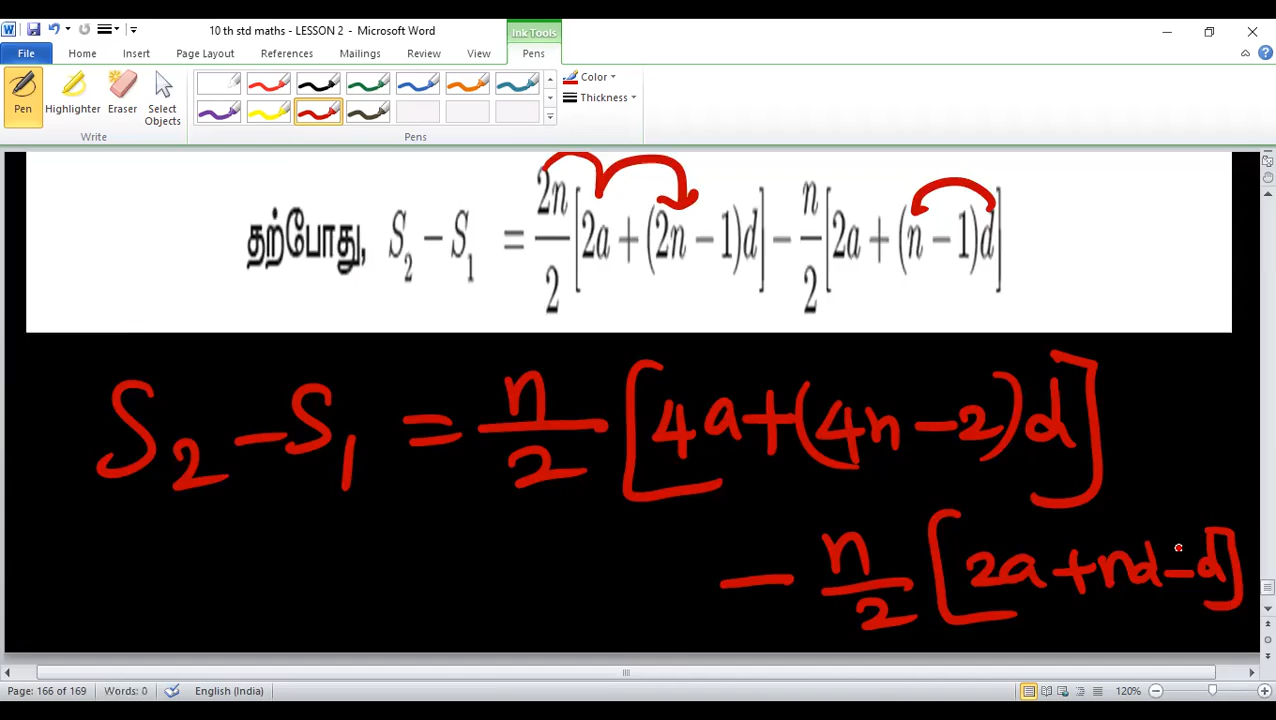 10 th std maths - LESSON 2 - Microsoft Word
Ink Tools
File Home Insert Page Layout References Mailings Review View Pens
Pen Highlighter Eraser Select Objects
Color
Thickness
Write Pens
தற்போது, S₂ − S₁ = 2n/2 [2a + (2n − 1)d] − n/2 [2a + (n − 1)d]
S₂ − S₁ = n/2 [4a + (4n − 2)d]
− n/2 [2a + nd − d]
Page: 166 of 169 Words: 0 English (India) 120%